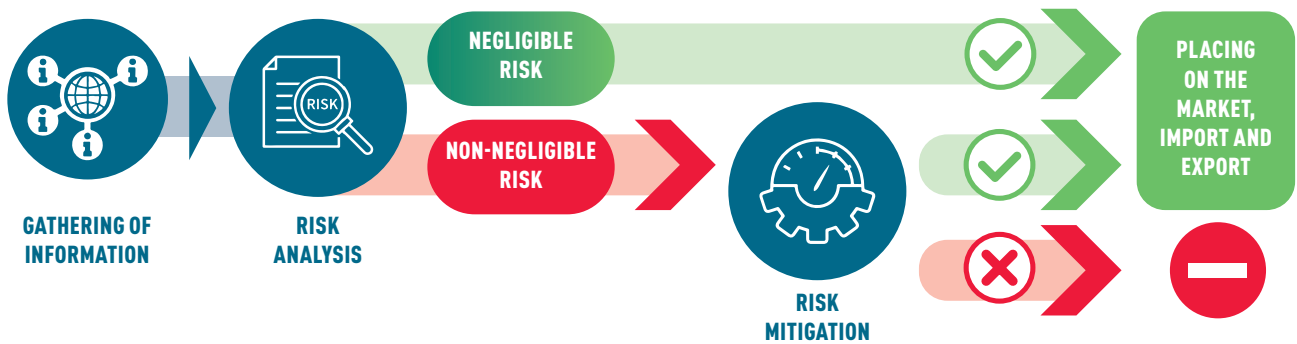 GATHERING OF
INFORMATION
RISK
RISK
ANALYSIS
NEGLIGIBLE
RISK
NON-NEGLIGIBLE
RISK
RISK
MITIGATION
PLACING
ON THE
MARKET,
IMPORT AND
EXPORT